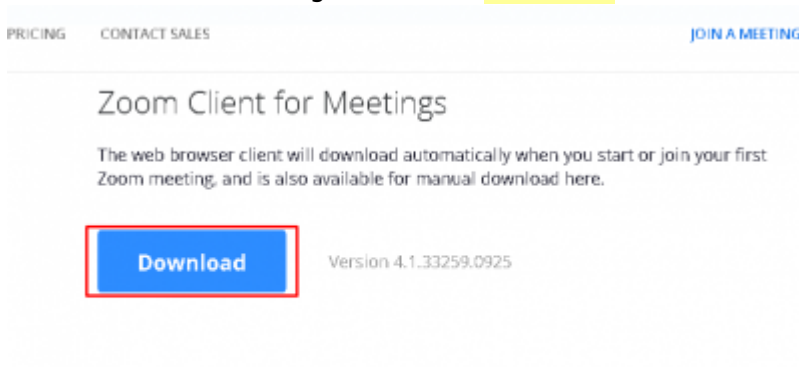 PRICING CONTACT SALES JOIN A MEETING
Zoom Client for Meetings
The web browser client will download automatically when you start or join your first
Zoom meeting, and is also available for manual download here.
Download Version 4.1.33259.0925